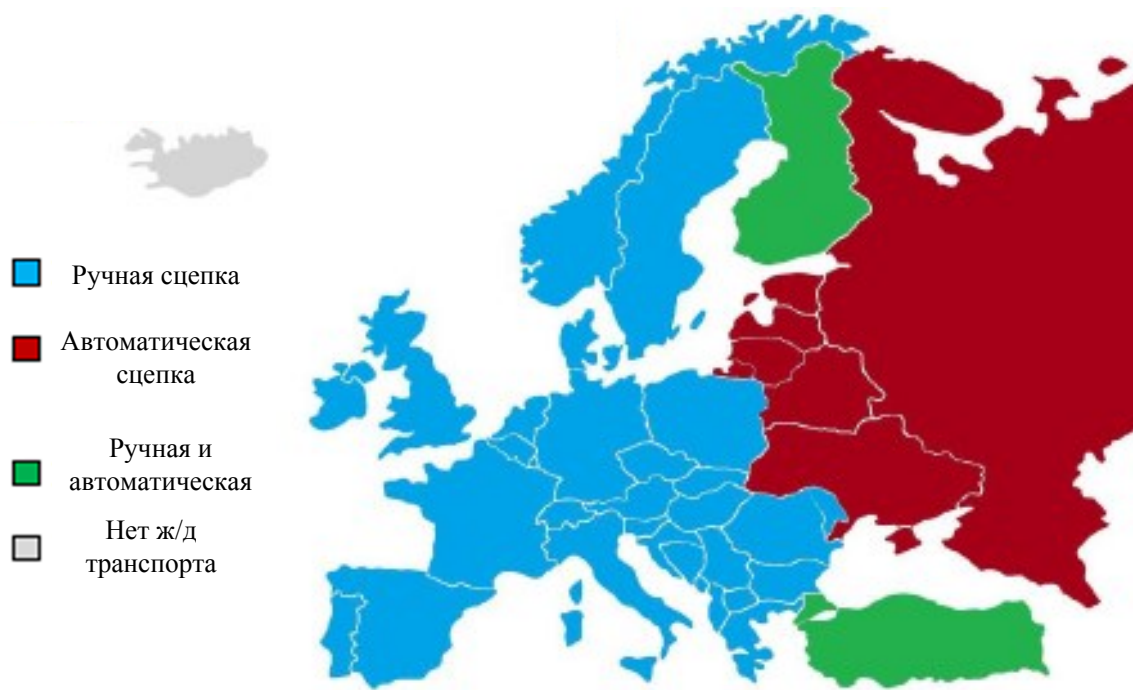 Ручная сцепка
Автоматическая
сцепка
Ручная и
автоматическая
Нет ж/д
транспорта